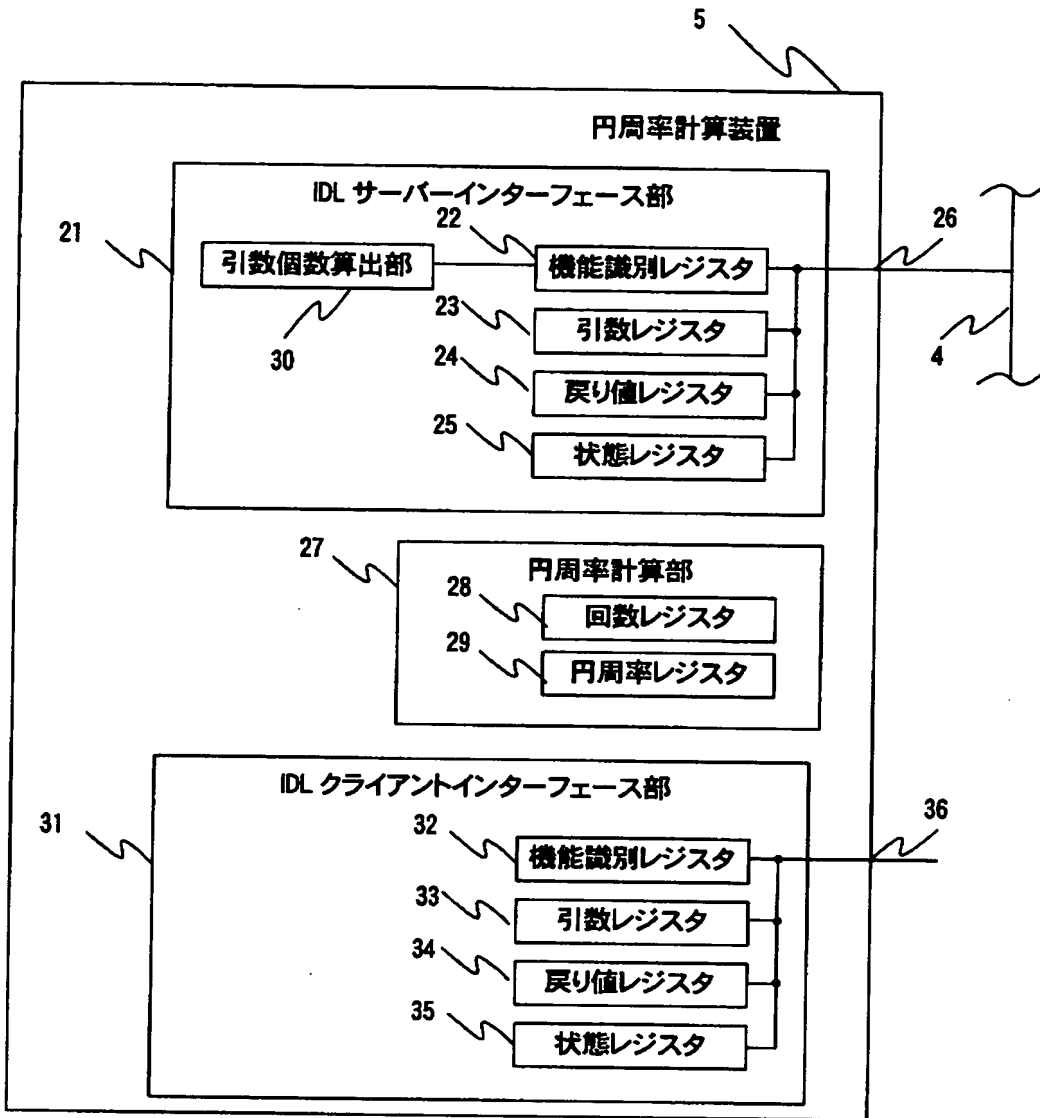 5
円周率計算装置
IDL サーバーインターフェース部
21
22
26
引数個数算出部
機能識別レジスタ
23
引数レジスタ
30
24
戻り値レジスタ
4
25
状態レジスタ
27
円周率計算部
28
回数レジスタ
29
円周率レジスタ
IDL クライアントインターフェース部
31
32
36
機能識別レジスタ
33
引数レジスタ
34
戻り値レジスタ
35
状態レジスタ